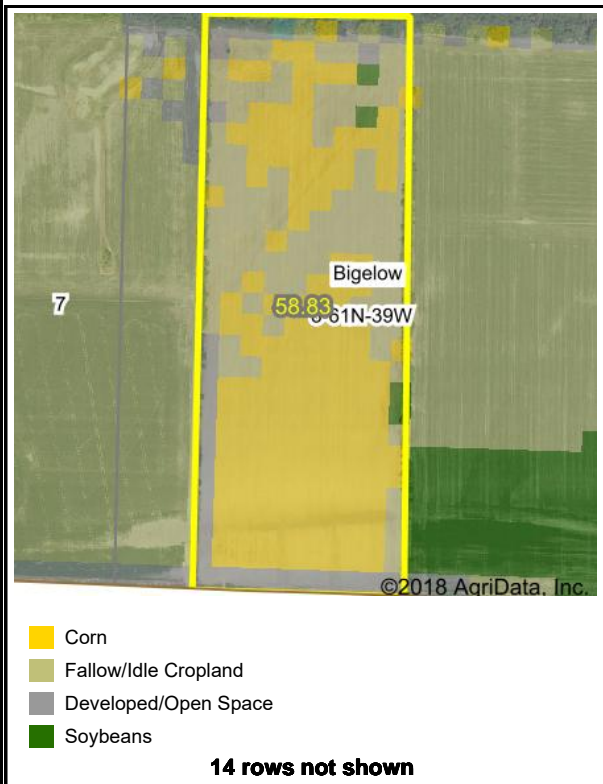 Bigelow
7
58.83
61N-39W
©2018 AgriData, Inc.
Corn
Fallow/Idle Cropland
Developed/Open Space
Soybeans
14 rows not shown